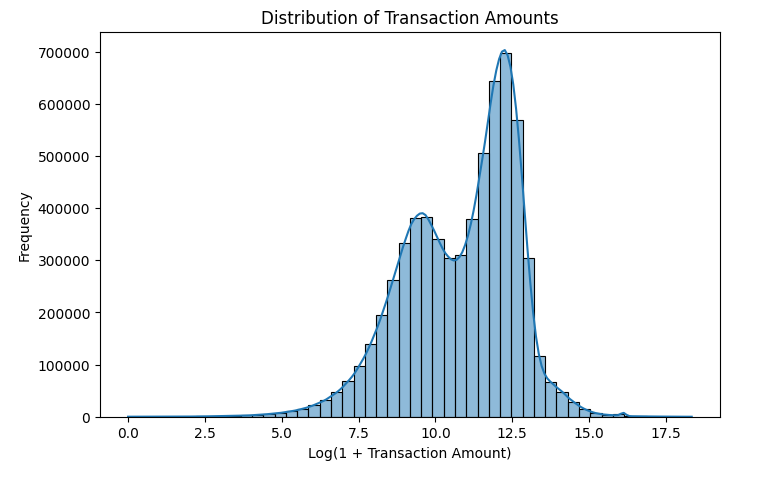 Distribution of Transaction Amounts
700000
600000
500000
400000
300000
200000
100000
0
Frequency
0.0 2.5 5.0 7.5 10.0 12.5 15.0 17.5
Log(1 + Transaction Amount)